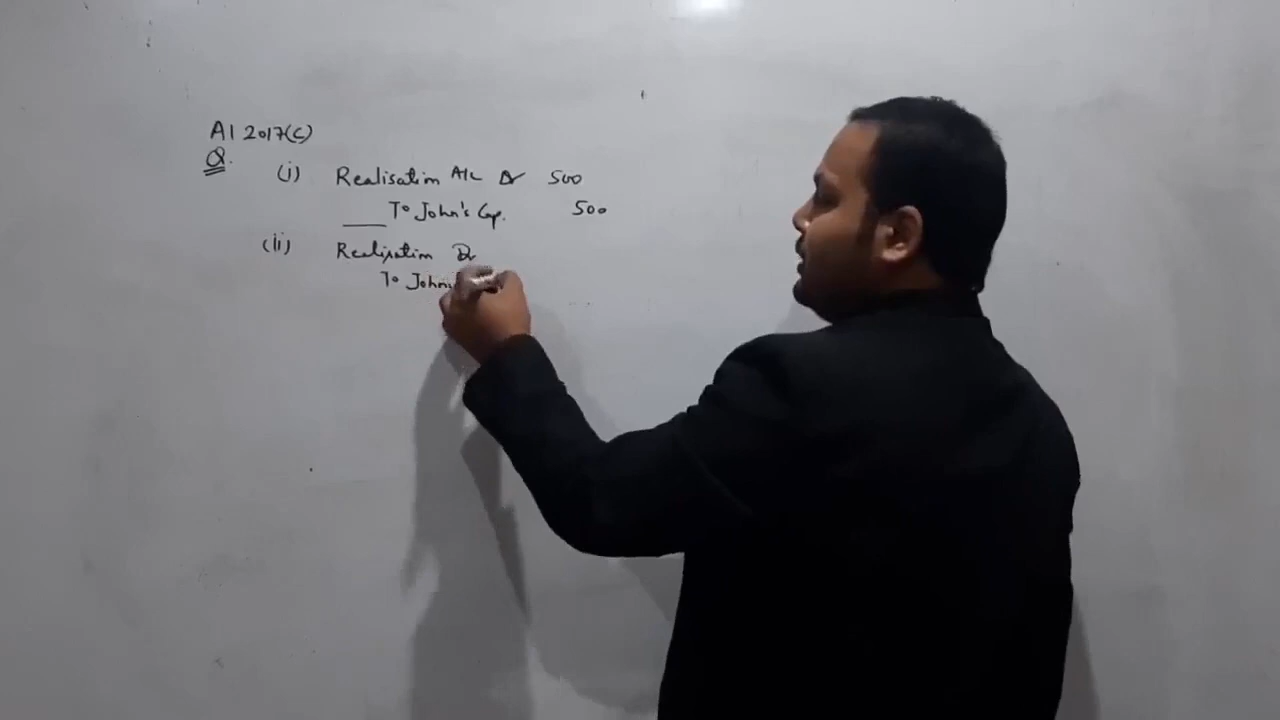 AI 2017(C)
Q.
(i) Realisation A/c Dr 500
To John's Cap. 500
(ii) Realisation Dr
To John